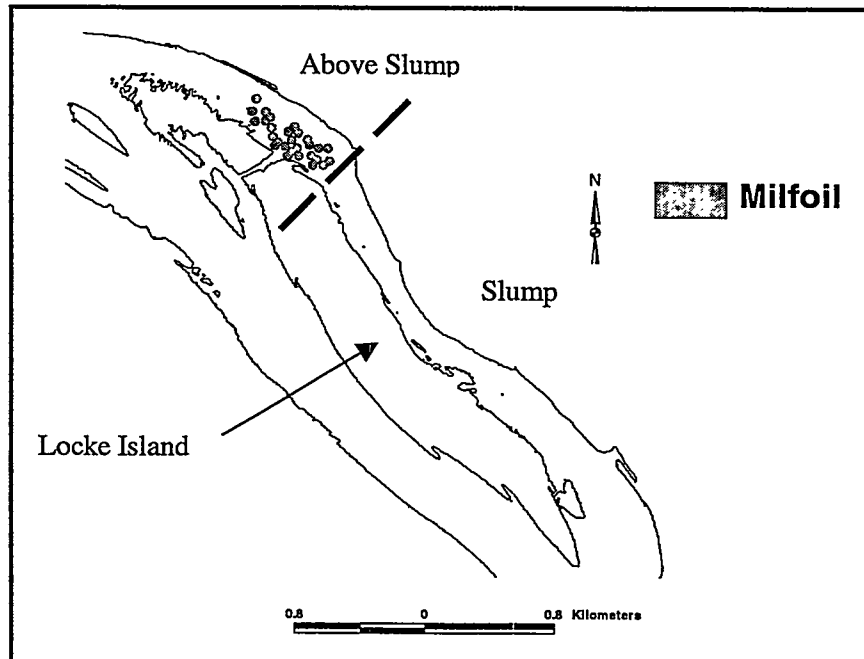 Above Slump
N
Milfoil
Slump
Locke Island
0.8 0 0.8 Kilometers